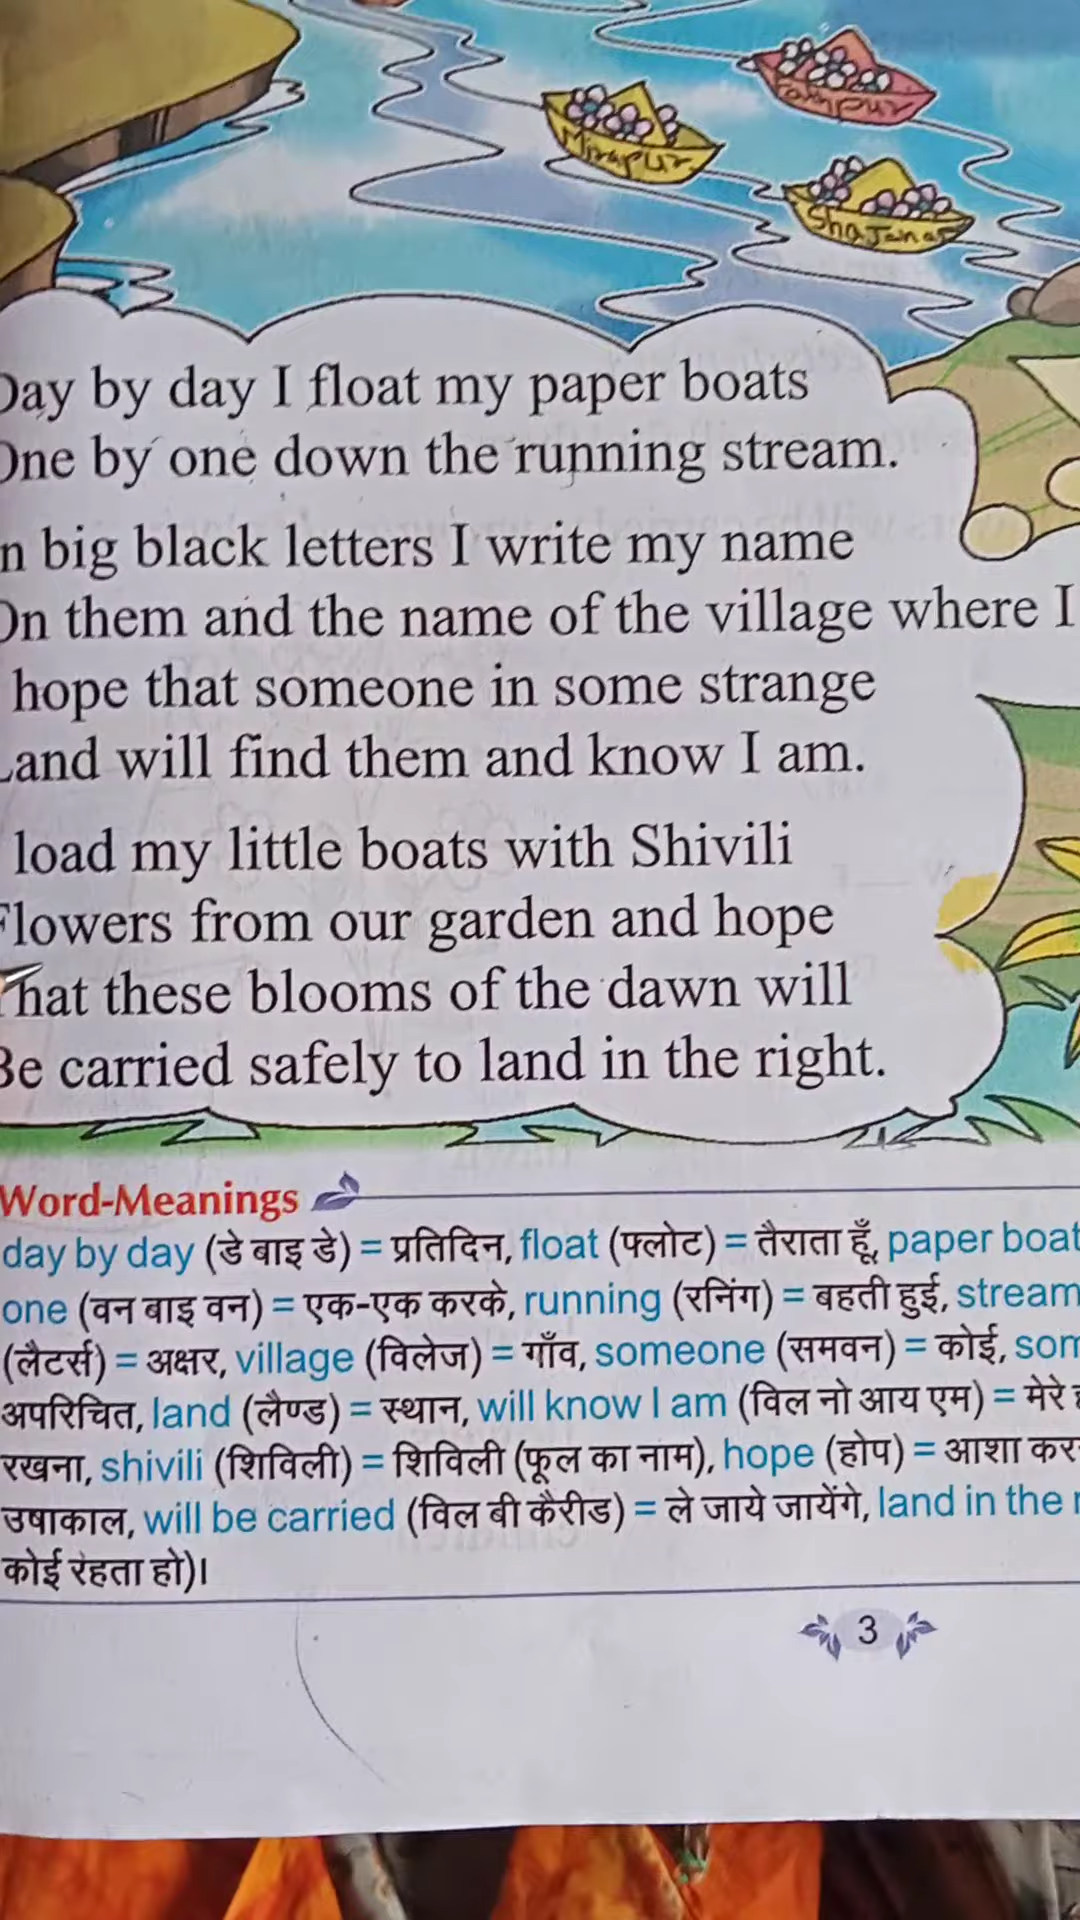 Rampur
Mirapur
Day by day I float my paper boats
One by one down the running stream.
In big black letters I write my name
On them and the name of the village where I
hope that someone in some strange
Land will find them and know I am.
load my little boats with Shivili
Flowers from our garden and hope
That these blooms of the dawn will
Be carried safely to land in the right.
Word-Meanings
day by day (डे बाइ डे) = प्रतिदिन, float (फ्लोट) = तैराता हूँ, paper boat
one (वन बाइ वन) = एक-एक करके, running (रनिंग) = बहती हुई, stream
(लैटर्स) = अक्षर, village (विलेज) = गाँव, someone (समवन) = कोई, som
अपरिचित, land (लैण्ड) = स्थान, will know I am (विल नो आय एम) = मेरे
रखना, shivili (शिविली) = शिविली (फूल का नाम), hope (होप) = आशा कर
उषाकाल, will be carried (विल बी कैरीड) = ले जाये जायेंगे, land in the
कोई रहता हो)।
3